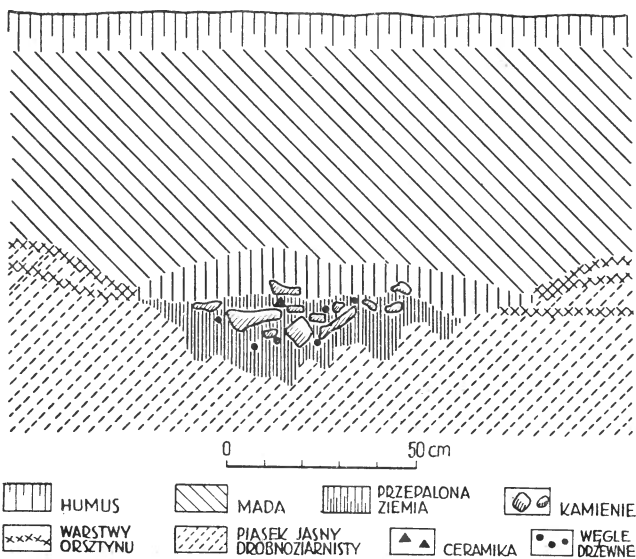 0 50 cm
HUMUS
MADA
PRZEPALONA
ZIEMIA
KAMIENIE
WARSTWY
ORSZTYNU
PIASEK JASNY
DROBNOZIARNISTY
CERAMIKA
WĘGLE
DRZEWNE